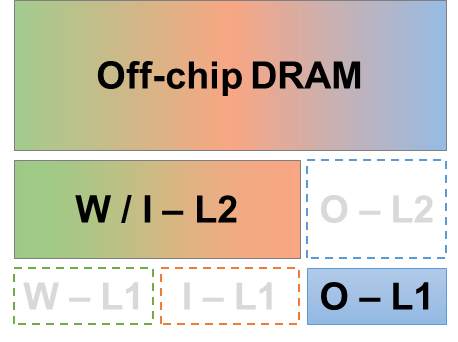 Off-chip DRAM
W / I – L2
O – L2
W – L1
I – L1
O – L1